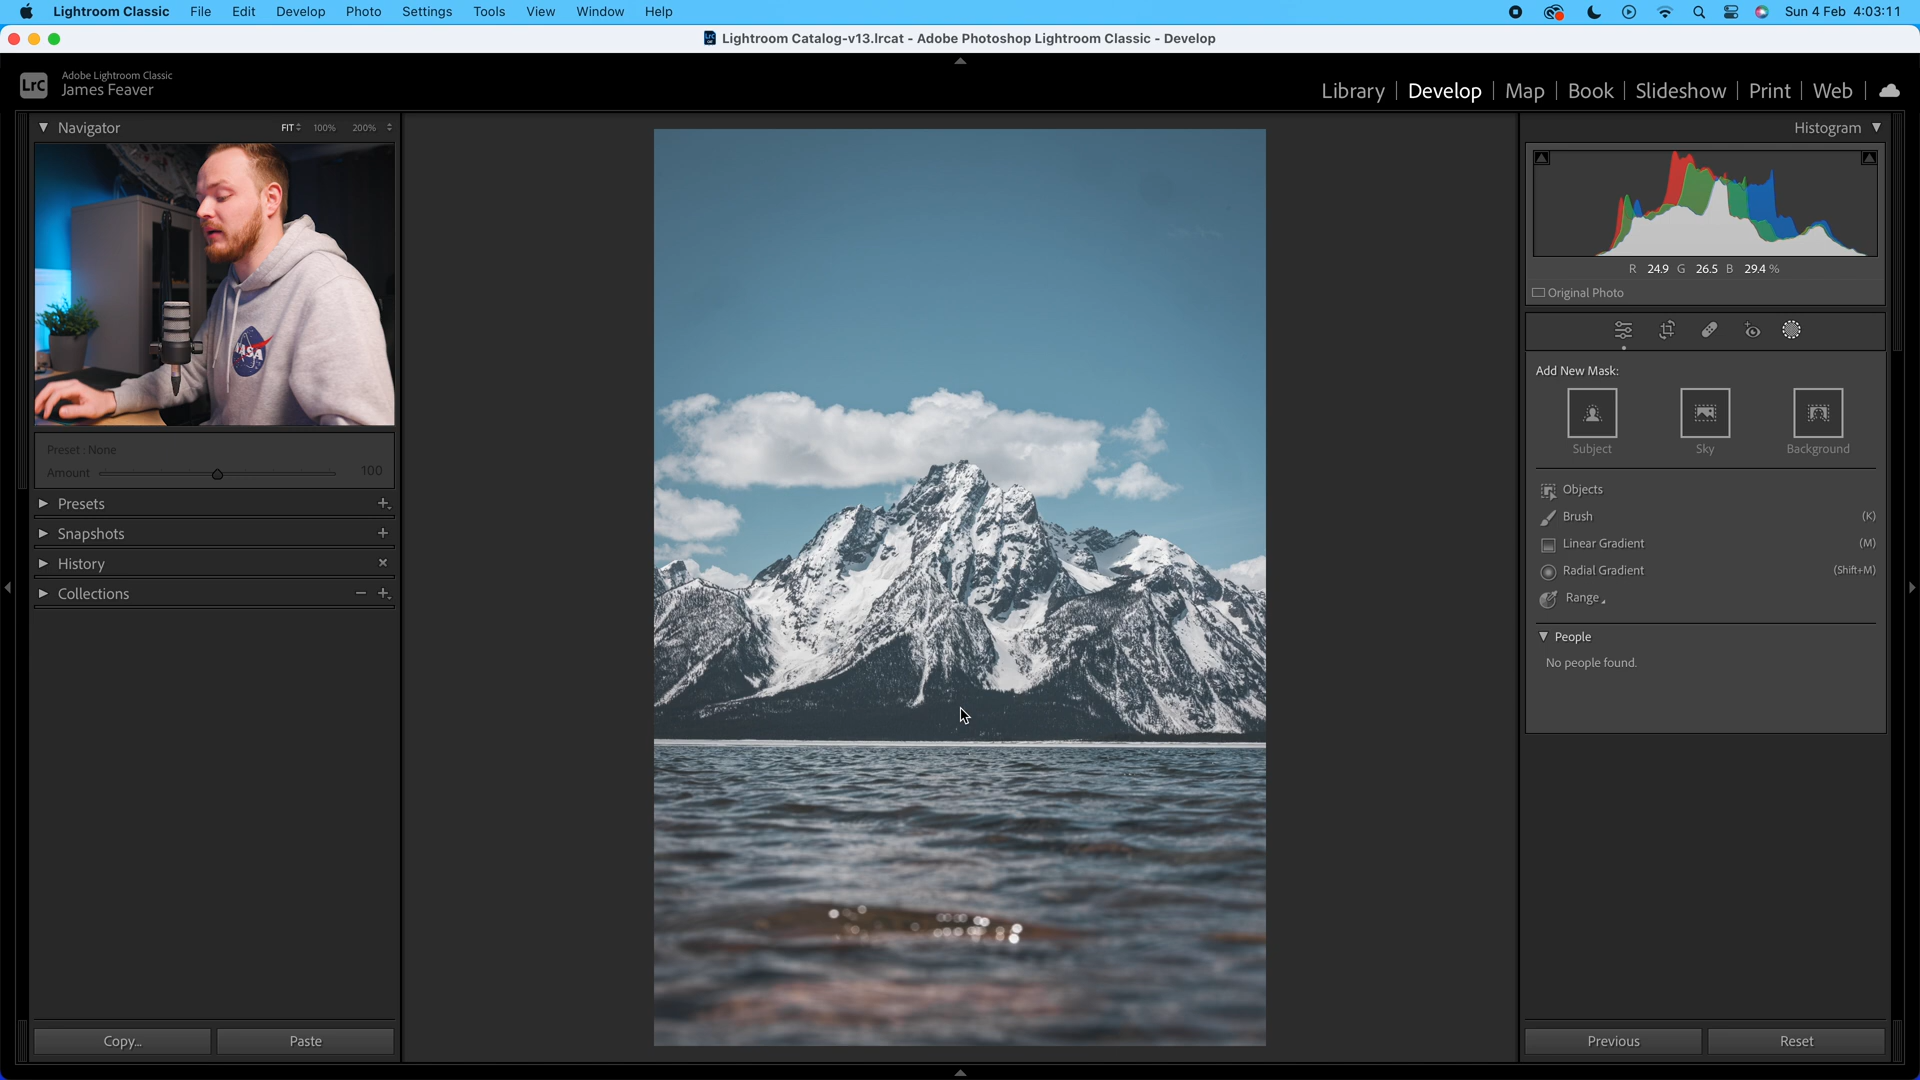 Lightroom Classic File Edit Develop Photo Settings Tools View Window Help Sun 4 Feb 4:03:11
Lightroom Catalog-v13.lrcat - Adobe Photoshop Lightroom Classic - Develop
LrC
Adobe Lightroom Classic
James Feaver
Library Develop Map Book Slideshow Print Web
Navigator FIT 100% 200%
NASA
Preset : None
Amount 100
Presets
Snapshots
History
Collections
Copy... Paste
Histogram
R 24.9 G 26.5 B 29.4 %
Original Photo
Add New Mask:
Subject Sky Background
Objects
Brush (K)
Linear Gradient (M)
Radial Gradient (Shift+M)
Range
People
No people found.
Previous Reset